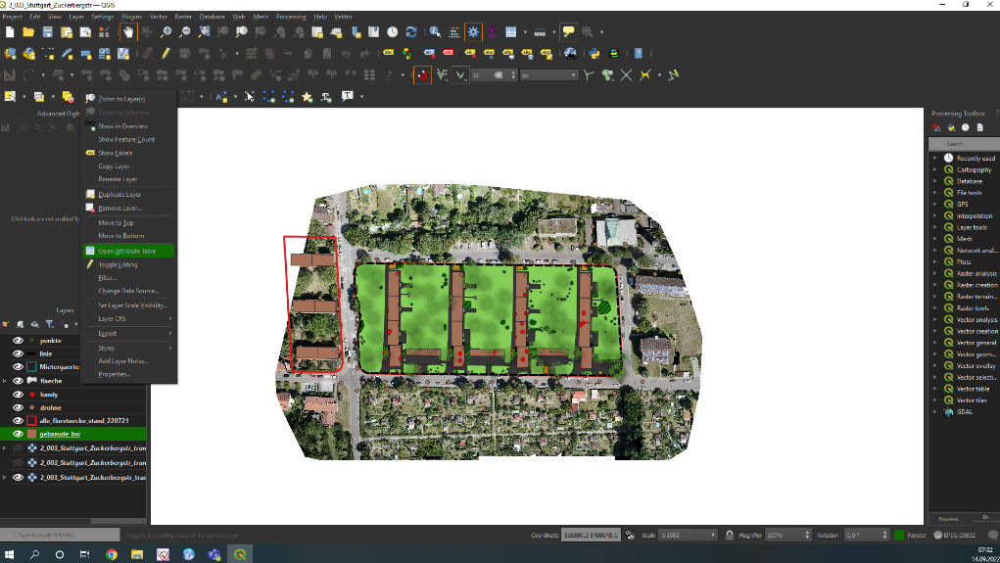 2_003_Stuttgart_Zuckerbergstr — QGIS
Project Edit View Layer Settings Plugins Vector Raster Database Web Mesh Processing Help Vektor
12
px
Advanced Digit
CAD tools are not enabled fo
Zoom to Layer(s)
Zoom to Selection
Show in Overview
Show Feature Count
Show Labels
Copy Layer
Rename Layer
Duplicate Layer
Remove Layer...
Move to Top
Move to Bottom
Open Attribute Table
Toggle Editing
Filter...
Change Data Source...
Set Layer Scale Visibility...
Layer CRS
Export
Styles
Add Layer Notes...
Properties...
Layers
punkte
linie
Mietergaerte
flaeche
handy
drohne
alle_flurstuecke_stand_220721
gebaeude_bw
2_003_Stuttgart_Zuckerbergstr_tran
2_003_Stuttgart_Zuckerbergstr_tran
2_003_Stuttgart_Zuckerbergstr_tran
Processing Toolbox
Search...
Recently used
Cartography
Database
File tools
GPS
Interpolation
Layer tools
Mesh
Network anal...
Plots
Raster analysis
Raster creation
Raster terrain...
Raster tools
Vector analysis
Vector creation
Vector general
Vector geom...
Vector overlay
Vector selecti...
Vector table
Vector tiles
GDAL
Processi... Br...
Type to locate (Ctrl+K)
Toggles the editing state of the current layer
Coordinate 516880,3 5408048,1 Scale 1:1582 Magnifier 100% Rotation 0,0 ° Render EPSG:25832
07:32
14.09.2022